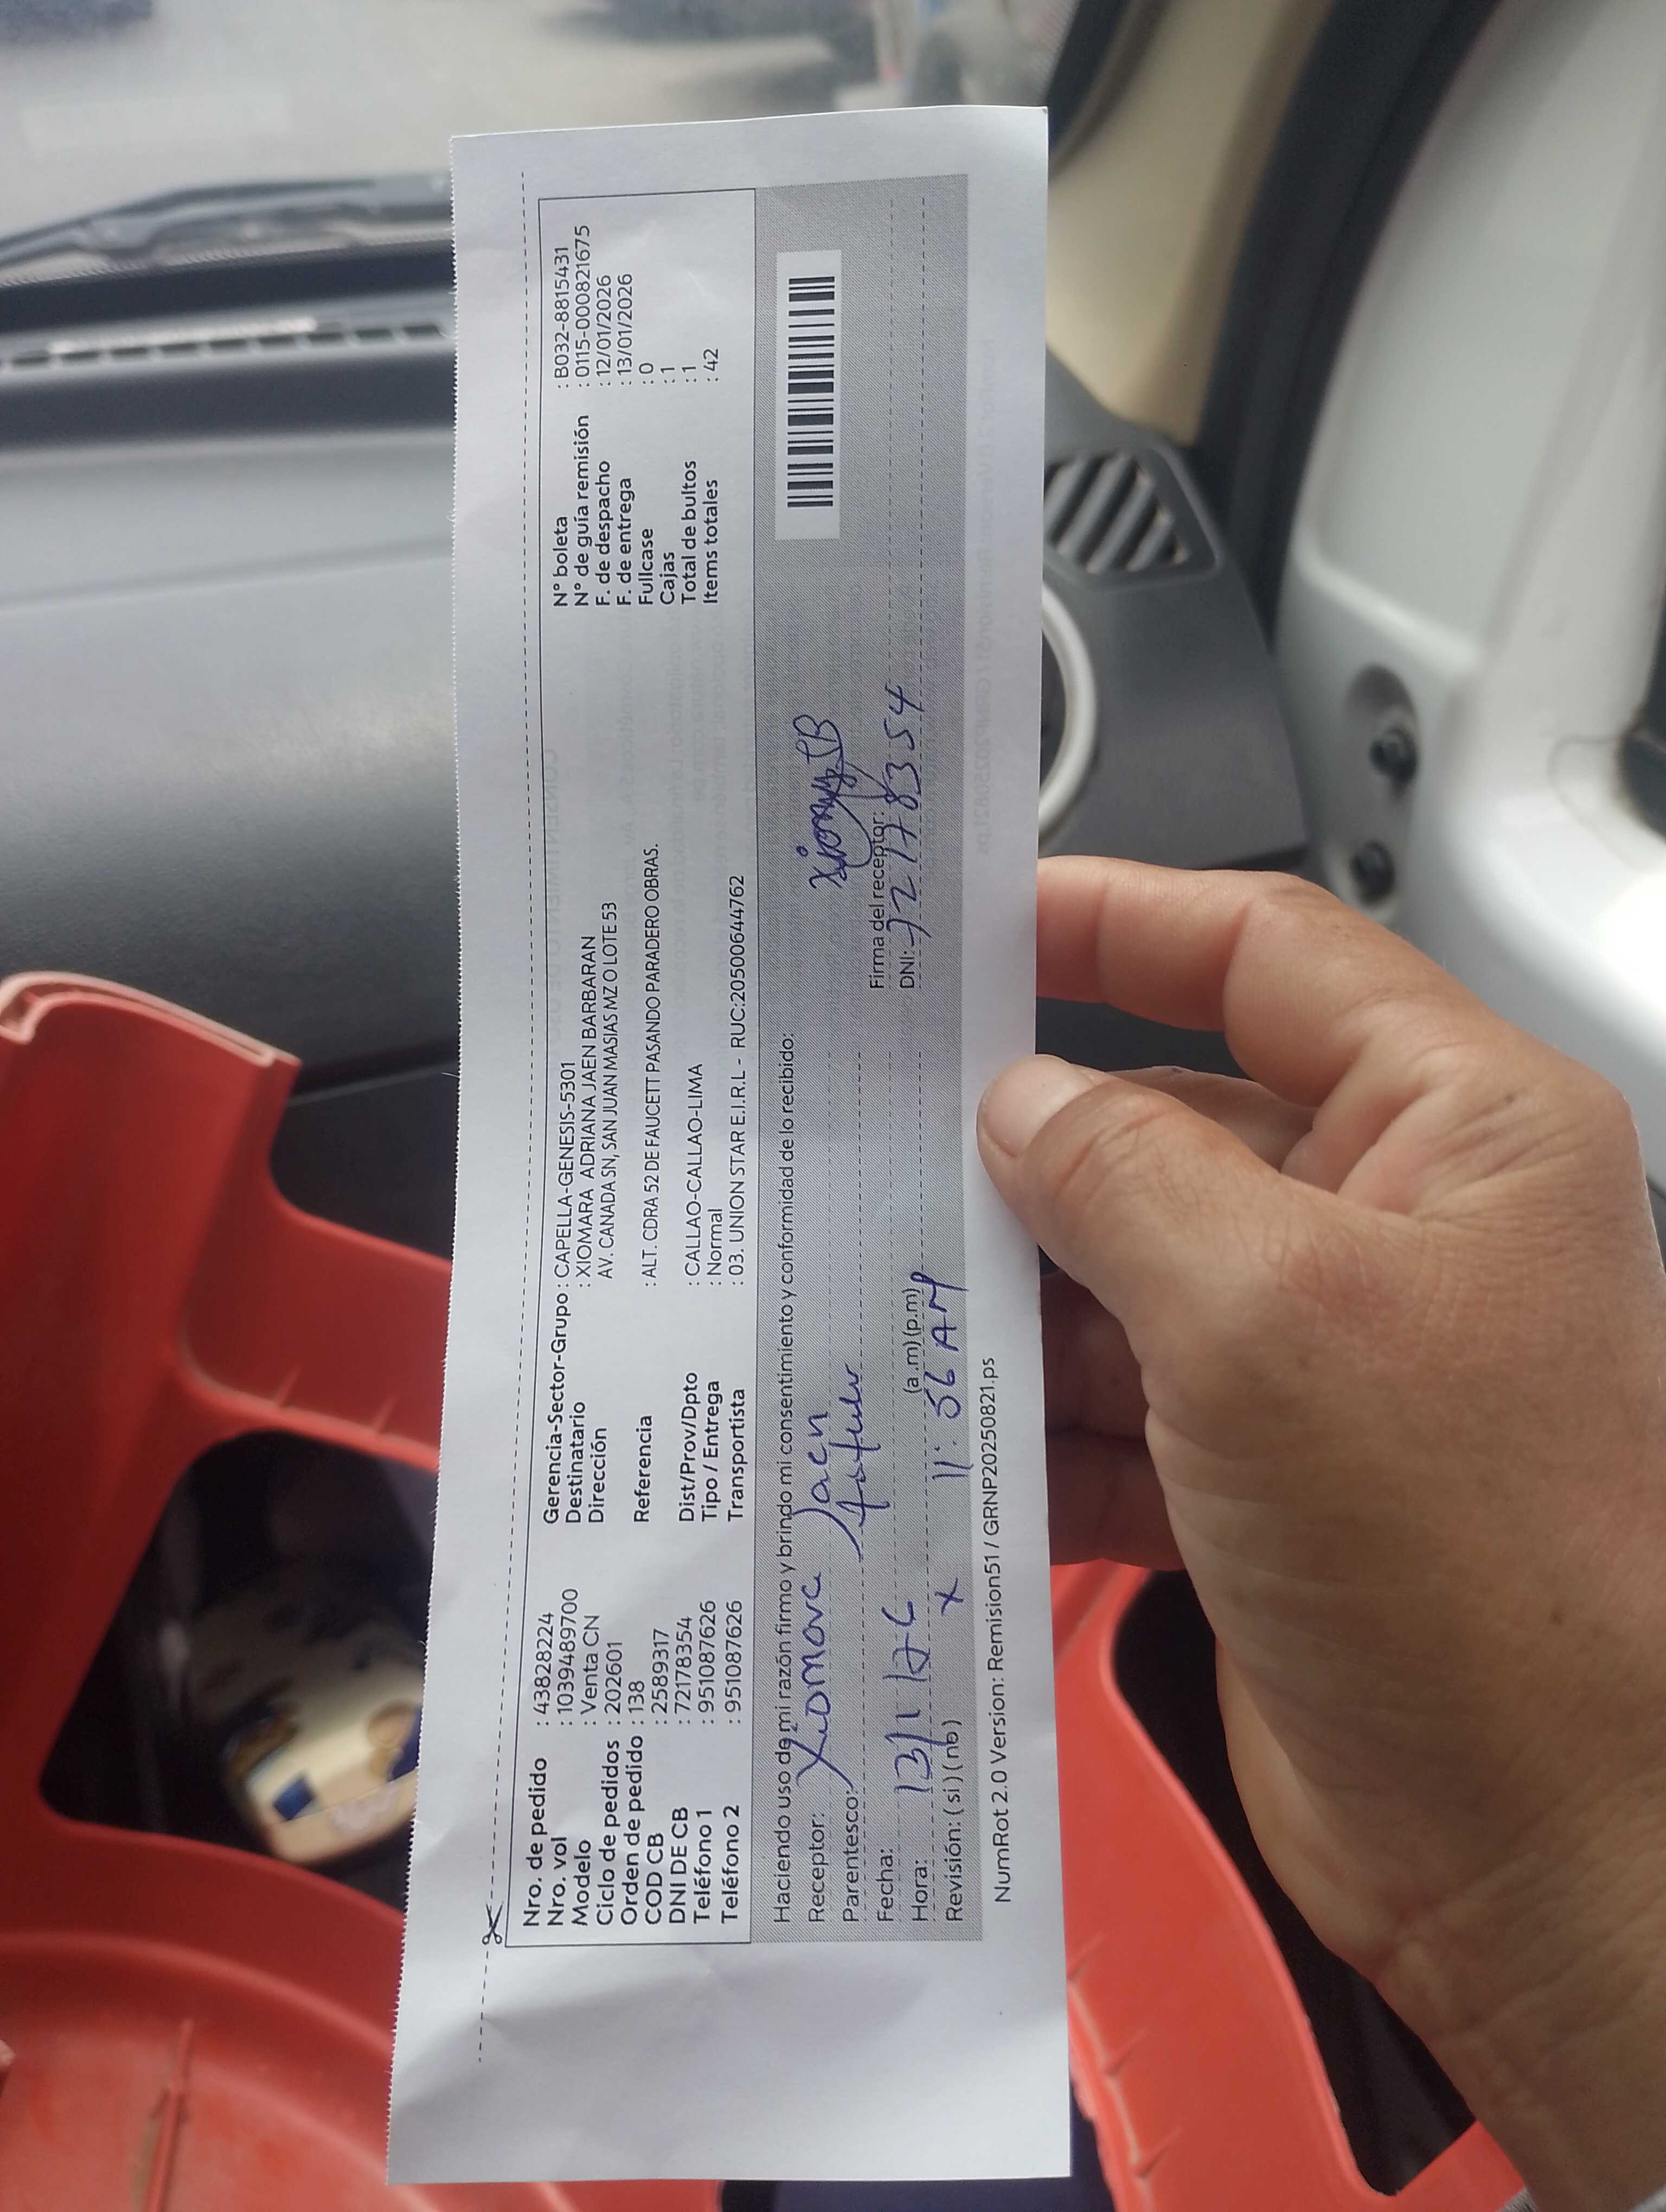 Nro. de pedido : 43828224
Nro. vol : 1039489700
Modelo : Venta CN
Ciclo de pedidos : 202601
Orden de pedido : 138
COD CB : 2589317
DNI DE CB : 72178354
Teléfono 1 : 951087626
Teléfono 2 : 951087626
Gerencia-Sector-Grupo : CAPELLA-GENESIS-5301
Destinatario : XIOMARA ADRIANA JAEN BARBARAN
Dirección AV. CANADA SN, SAN JUAN MASIAS MZ O LOTE 53
Referencia : ALT. CDRA 52 DE FAUCETT PASANDO PARADERO OBRAS.
Dist/Prov/Dpto : CALLAO-CALLAO-LIMA
Tipo / Entrega : Normal
Transportista : 03. UNION STAR E.I.R.L - RUC:20500644762
N° boleta : B032-8815431
N° de guía remisión : 0115-000821675
F. de despacho : 12/01/2026
F. de entrega : 13/01/2026
Fullcase : 0
Cajas : 1
Total de bultos : 1
Items totales : 42
Haciendo uso de mi razón firmo y brindo mi consentimiento y conformidad de lo recibido:
Receptor: Xiomara Jaen
Parentesco:
Fecha: 13/1/26
Hora: (a.m)(p.m) 11:56 AM
Revisión: (si)(no) x
Firma del receptor:
DNI: 72178354
NumRot 2.0 Version: Remision51 / GRNP20250821.ps